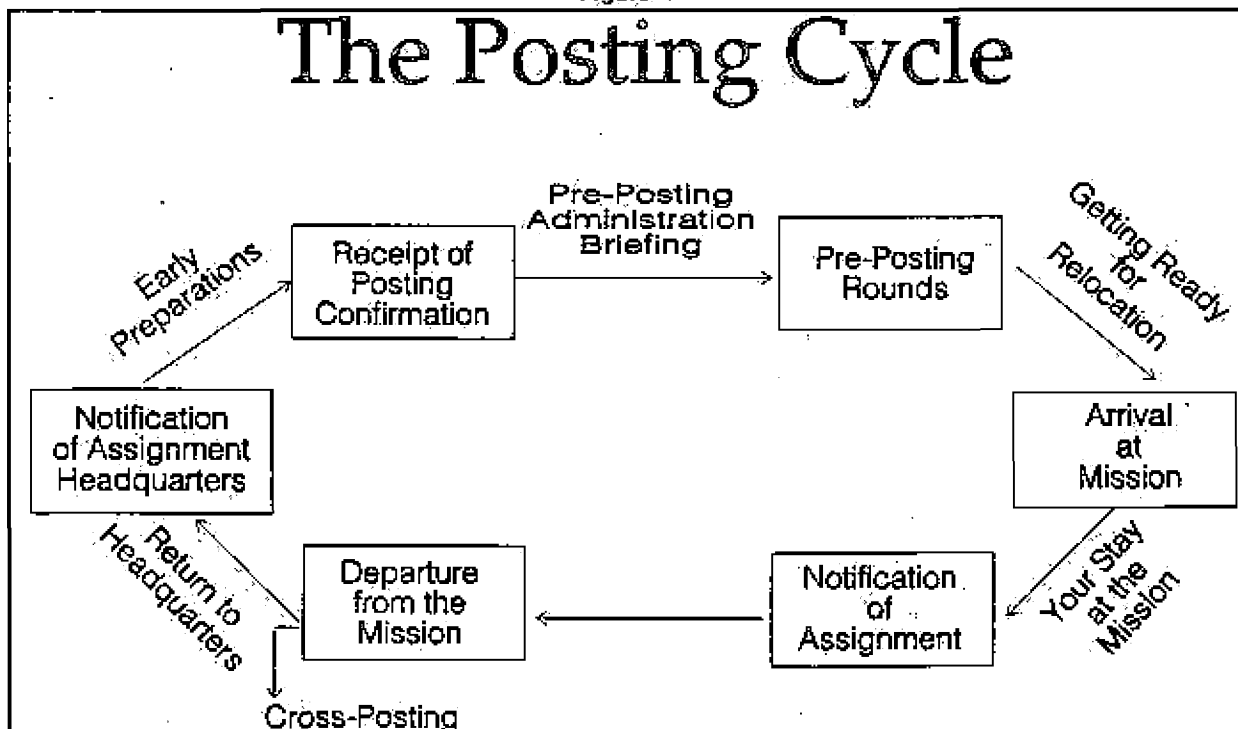 The Posting Cycle
Early
Preparations
Receipt of
Posting
Confirmation
Pre-Posting
Administration
Briefing
Pre-Posting
Rounds
Getting Ready
for
Relocation
Arrival
at
Mission
Your Stay
at the
Mission
Notification
of
Assignment
Departure
from the
Mission
Cross-Posting
Return to
Headquarters
Notification
of Assignment
Headquarters